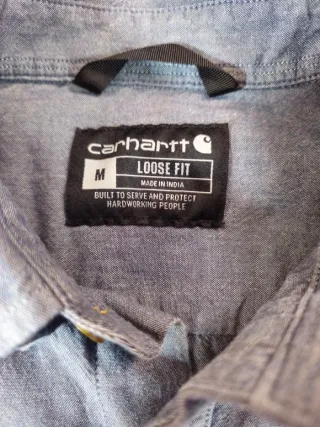 carhartt
M
LOOSE FIT
MADE IN INDIA
BUILT TO SERVE AND PROTECT
HARDWORKING PEOPLE